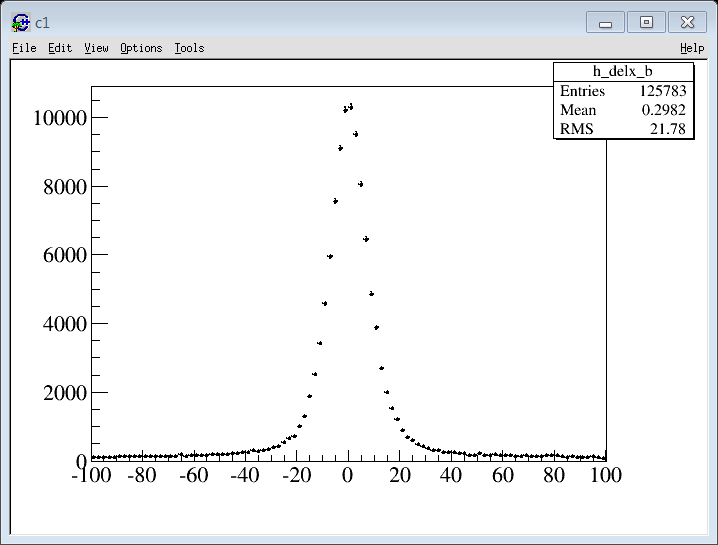 c1
File Edit View Options Tools Help
h_delx_b
Entries 125783
Mean 0.2982
RMS 21.78
10000
8000
6000
4000
2000
0
-100 -80 -60 -40 -20 0 20 40 60 80 100